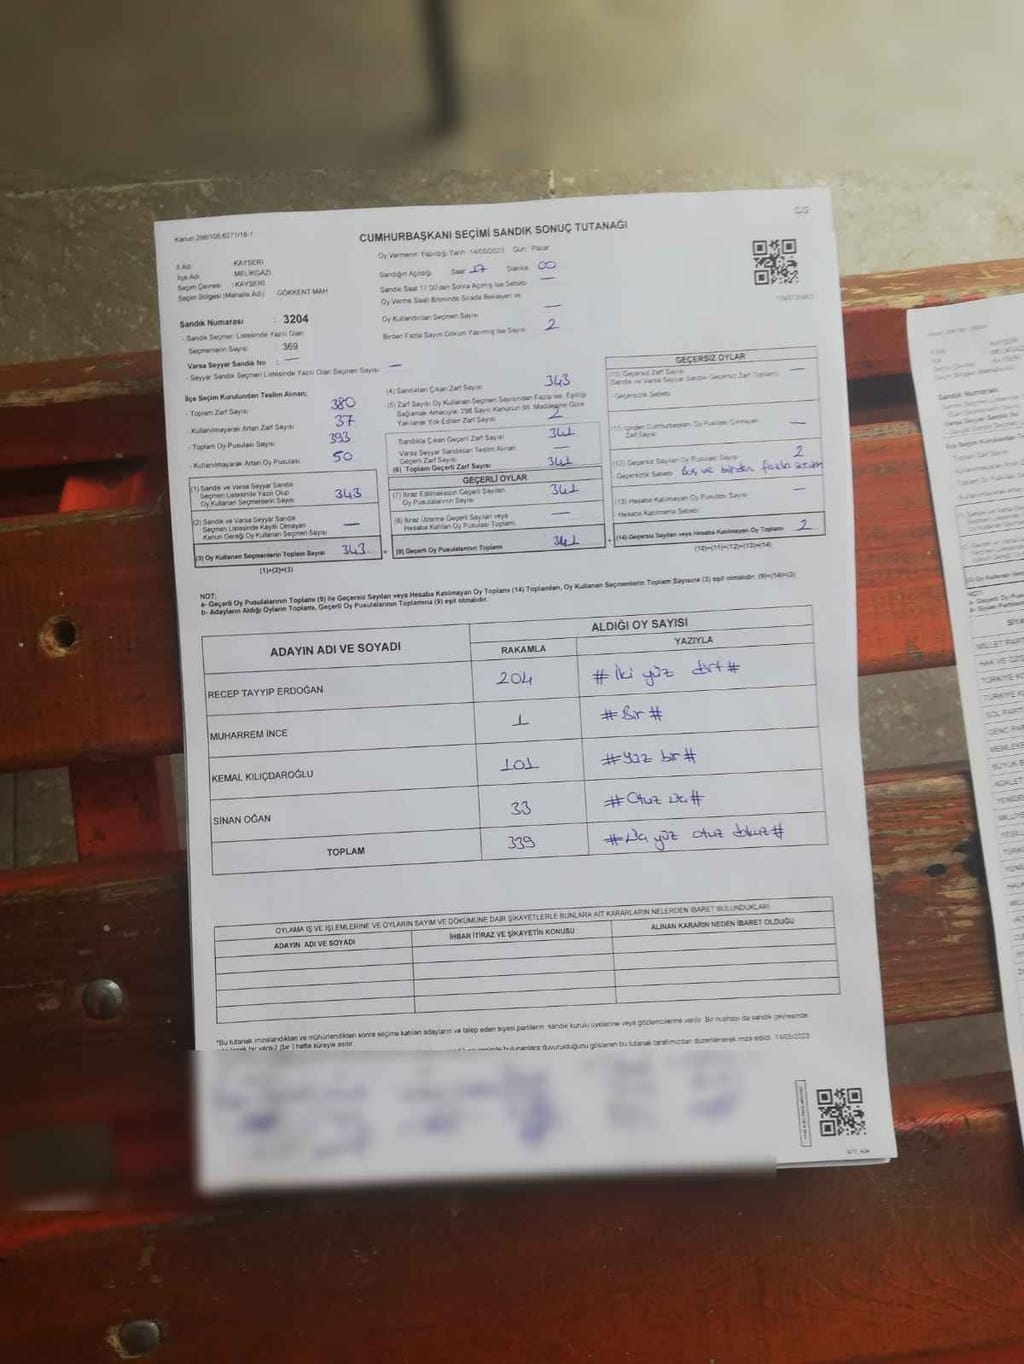 Kanun:298/105,6271/18-1
CUMHURBAŞKANI SEÇİMİ SANDIK SONUÇ TUTANAĞI
C/2
İl Adı : KAYSERİ
İlçe Adı : MELİKGAZİ
Seçim Çevresi : KAYSERİ
Seçim Bölgesi (Mahalle Adı) : GÖKKENT MAH
Oy Vermenin Yapıldığı Tarih : 14/05/2023 Gün : Pazar
Sandığın Açıldığı Saat 17 Dakika 00
Sandık Saat 17:00'den Sonra Açılmış İse Sebebi —
Oy Verme Saati Bitiminde Sırada Bekleyen ve
Oy Kullandırılan Seçmen Sayısı —
Birden Fazla Sayım Döküm Yapılmış İse Sayısı 2
Sandık Numarası : 3204
- Sandık Seçmen Listesinde Yazılı Olan
Seçmenlerin Sayısı : 369
Varsa Seyyar Sandık No : —
- Seyyar Sandık Seçmen Listesinde Yazılı Olan Seçmen Sayısı —
İlçe Seçim Kurulundan Teslim Alınan;
- Toplam Zarf Sayısı 380
- Kullanılmayarak Artan Zarf Sayısı 37
- Toplam Oy Pusulası Sayısı 393
- Kullanılmayarak Artan Oy Pusulası 50
(1) Sandık ve Varsa Seyyar Sandık
Seçmen Listesinde Yazılı Olup
Oy Kullanan Seçmenlerin Sayısı 343
(2) Sandık ve Varsa Seyyar Sandık
Seçmen Listesinde Kayıtlı Olmayan
Kanun Gereği Oy Kullanan Seçmen Sayısı —
(3) Oy Kullanan Seçmenlerin Toplam Sayısı 343
(1)+(2)=(3)
(4) Sandıktan Çıkan Zarf Sayısı 343
(5) Zarf Sayısı Oy Kullanan Seçmen Sayısından Fazla ise, Eşitliği
Sağlamak Amacıyla; 298 Sayılı Kanunun 98. Maddesine Göre
Yakılarak Yok Edilen Zarf Sayısı 2
Sandıkta Çıkan Geçerli Zarf Sayısı 341
Varsa Seyyar Sandıktan Teslim Alınan
Geçerli Zarf Sayısı
(6) Toplam Geçerli Zarf Sayısı 341
GEÇERLİ OYLAR
(7) İtiraz Edilmeksizin Geçerli Sayılan
Oy Pusulalarının Sayısı 341
(8) İtiraz Üzerine Geçerli Sayılan veya
Hesaba Katılan Oy Pusulası Toplamı —
(9) Geçerli Oy Pusulalarının Toplamı 341
GEÇERSİZ OYLAR
(10) Geçersiz Zarf Sayısı
Sandık ve Varsa Seyyar Sandık Geçersiz Zarf Toplamı —
- Geçersizlik Sebebi
(11) İçinden Cumhurbaşkanı Oy Pusulası Çıkmayan
Zarf Sayısı —
(12) Geçersiz Sayılan Oy Pusulası Sayısı 2
- Geçersizlik Sebebi Boş ve birden fazla seçim
(13) Hesaba Katılmayan Oy Pusulası Sayısı —
- Hesaba Katılmama Sebebi
(14) Geçersiz Sayılan veya Hesaba Katılmayan Oy Toplamı 2
(10)+(11)+(12)+(13)=(14)
NOT:
a- Geçerli Oy Pusulalarının Toplamı (9) ile Geçersiz Sayılan veya Hesaba Katılmayan Oy Toplamı (14) Toplamları, Oy Kullanan Seçmenlerin Toplam Sayısına (3) eşit olmalıdır. (9)+(14)=(3)
b- Adayların Aldığı Oyların Toplamı, Geçerli Oy Pusulalarının Toplamına (9) eşit olmalıdır.
ADAYIN ADI VE SOYADI
ALDIĞI OY SAYISI
RAKAMLA YAZIYLA
RECEP TAYYİP ERDOĞAN 204 # İki yüz dört #
MUHARREM İNCE 1 # Bir #
KEMAL KILIÇDAROĞLU 101 # Yüz bir #
SİNAN OĞAN 33 # Otuz üç #
TOPLAM 339 # Üç yüz otuz dokuz #
OYLAMA İŞ VE İŞLEMLERİNE VE OYLARIN SAYIM VE DÖKÜMÜNE DAİR ŞİKAYETLERLE BUNLARA AİT KARARLARIN NELERDEN İBARET BULUNDUKLARI
ADAYIN ADI VE SOYADI İHBAR İTİRAZ VE ŞİKAYETİN KONUSU ALINAN KARARIN NEDEN İBARET OLDUĞU
*Bu tutanak imzalandıktan ve mühürlendikten sonra seçime katılan adayların ve talep eden siyasi partilerin sandık kurulu üyelerine veya gözlemcilerine verilir. Bir nüshası da sandık çevresinde
bir yere 1 (bir) hafta süreyle asılır.
bulunanlara duyurulduğunu gösteren bu tutanak tarafımızdan düzenlenerek imza edildi. 14/05/2023